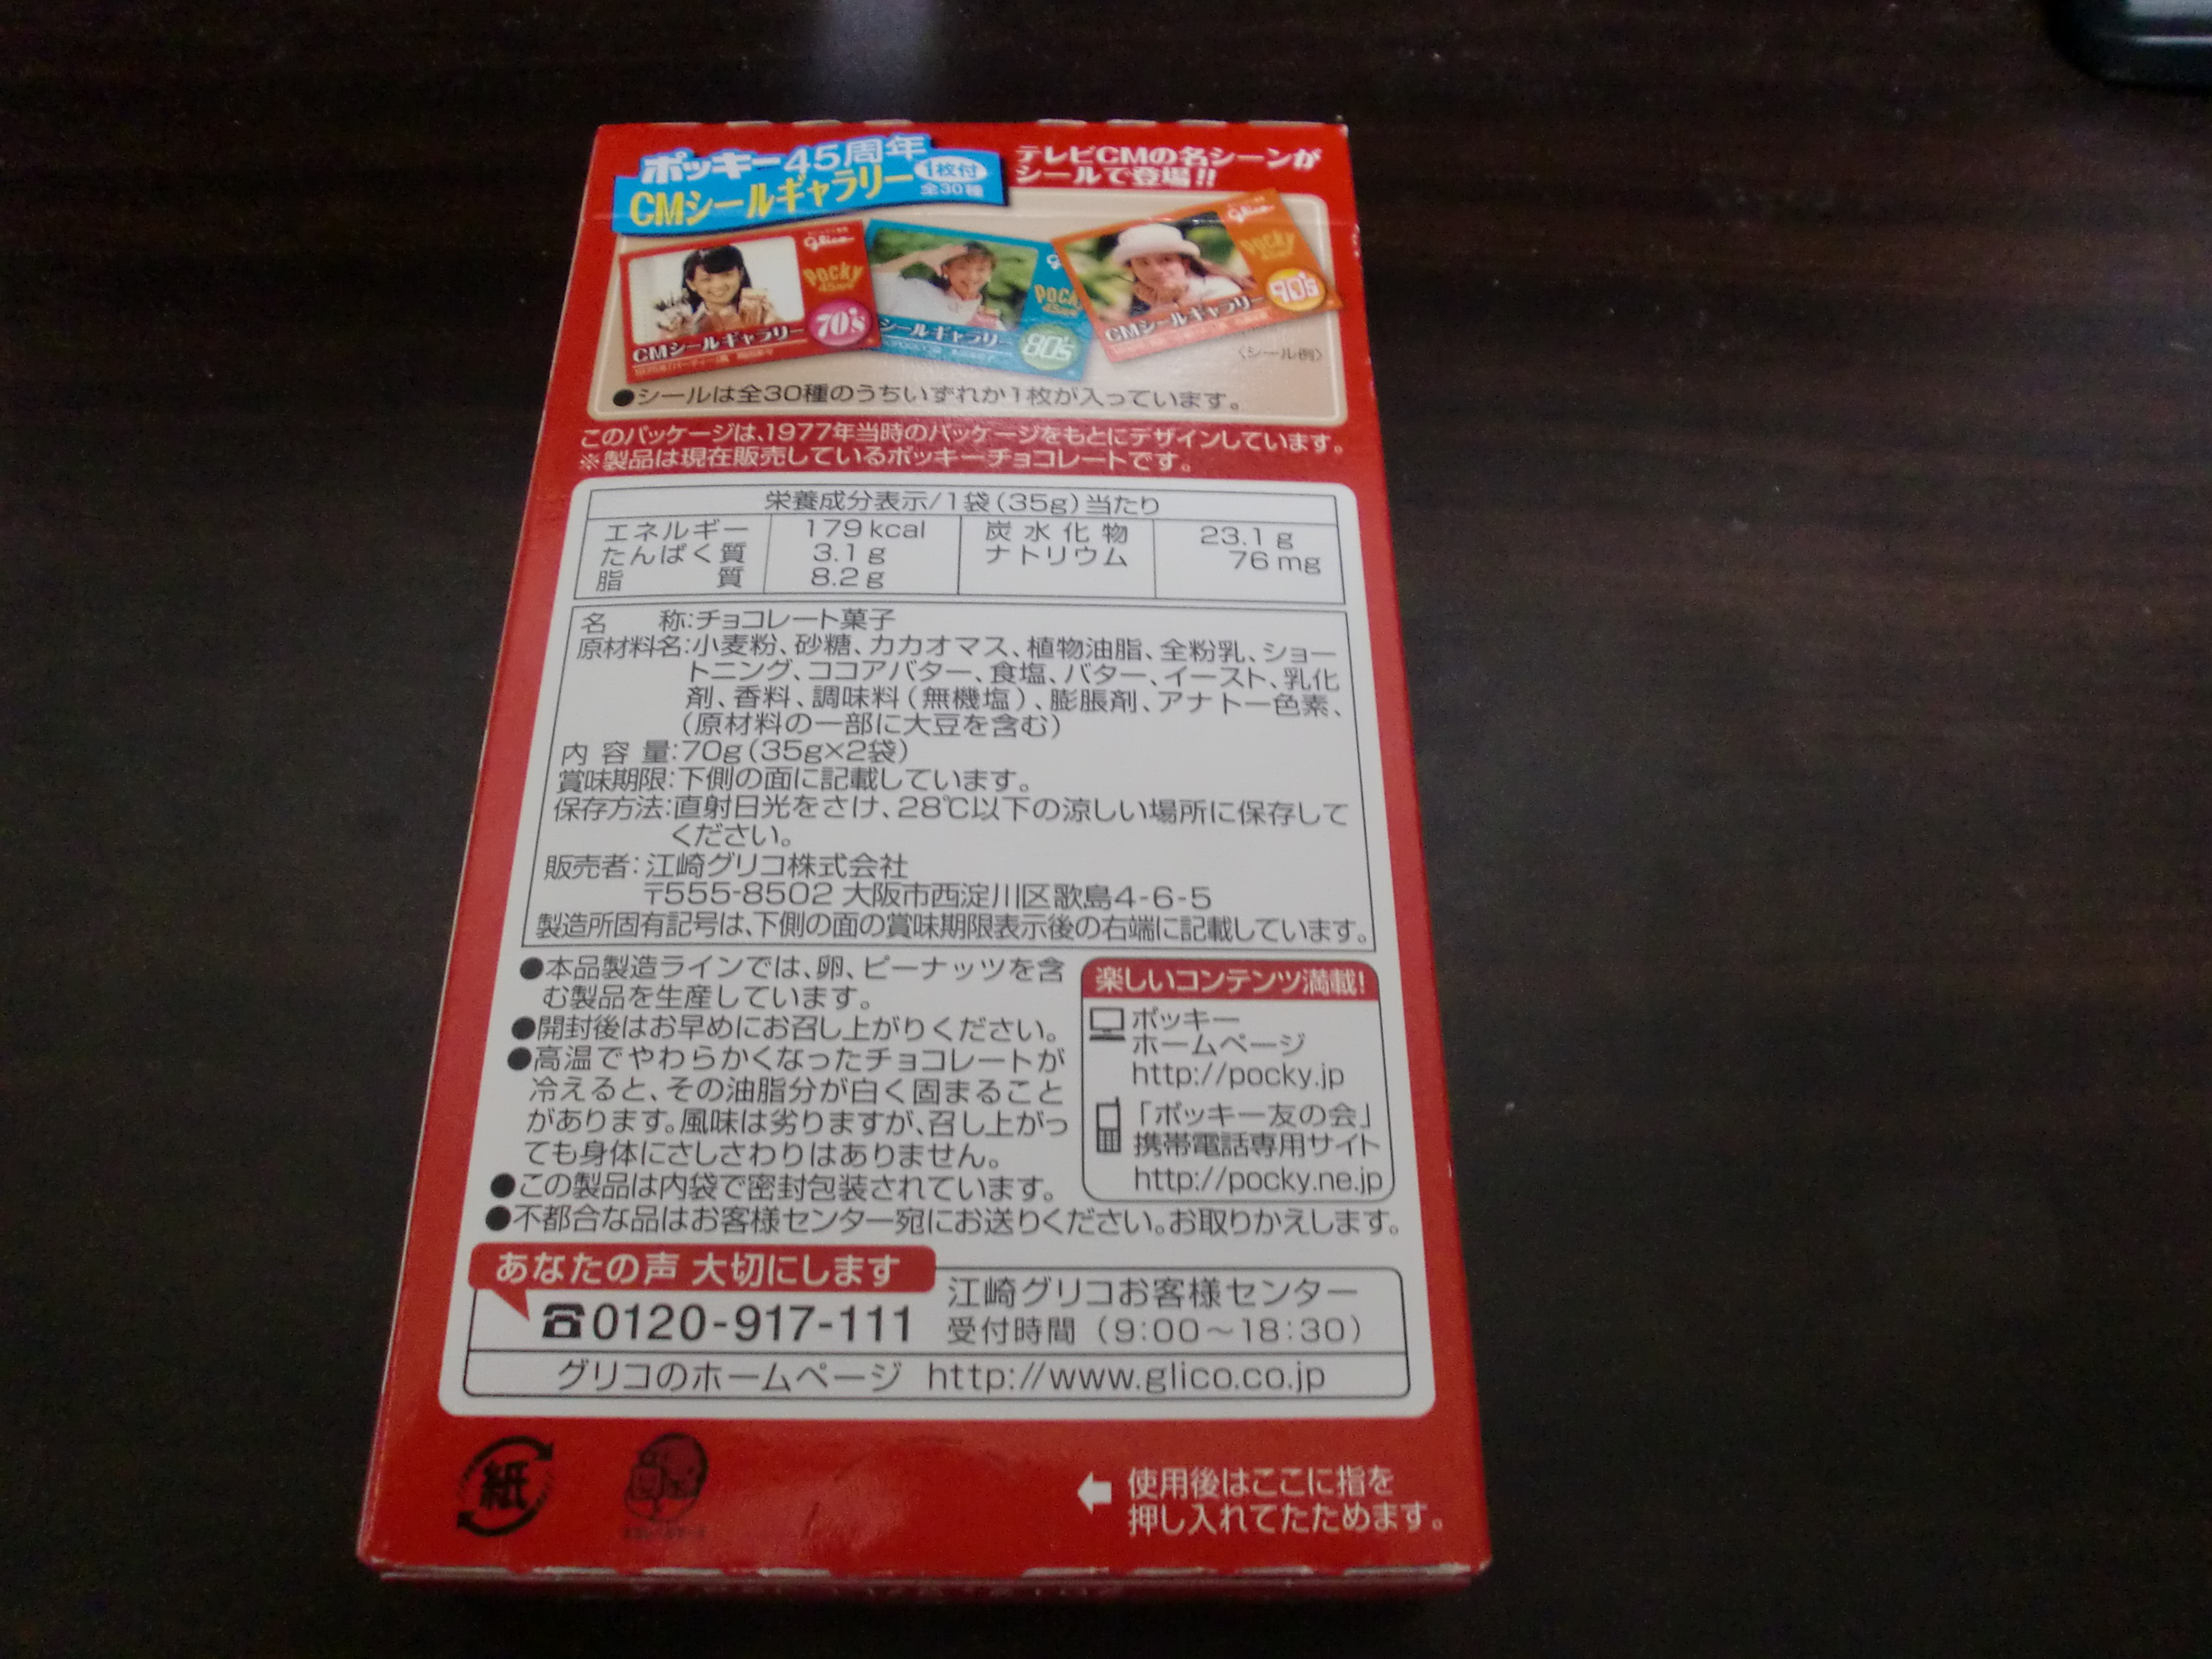 ポッキー45周年
CMシールギャラリー
1枚付
全30種
テレビCMの名シーンが
シールで登場!!
glico
pocky
70's
CMシールギャラリー
pocky
80's
シールギャラリー
glico
pocky
90's
CMシールギャラリー
〈シール例〉
●シールは全30種のうちいずれか1枚が入っています。
このパッケージは、1977年当時のパッケージをもとにデザインしています。
※製品は現在販売しているポッキーチョコレートです。
栄養成分表示/1袋(35g)当たり
エネルギー 179kcal 炭水化物 23.1g
たんぱく質 3.1g ナトリウム 76mg
脂質 8.2g
名称:チョコレート菓子
原材料名:小麦粉、砂糖、カカオマス、植物油脂、全粉乳、ショー
トニング、ココアバター、食塩、バター、イースト、乳化
剤、香料、調味料(無機塩)、膨脹剤、アナトー色素、
(原材料の一部に大豆を含む)
内容量:70g(35g×2袋)
賞味期限:下側の面に記載しています。
保存方法:直射日光をさけ、28℃以下の涼しい場所に保存して
ください。
販売者:江崎グリコ株式会社
〒555-8502 大阪市西淀川区歌島4-6-5
製造所固有記号は、下側の面の賞味期限表示後の右端に記載しています。
●本品製造ラインでは、卵、ピーナッツを含
む製品を生産しています。
●開封後はお早めにお召し上がりください。
●高温でやわらかくなったチョコレートが
冷えると、その油脂分が白く固まること
があります。風味は劣りますが、召し上がっ
ても身体にさしさわりはありません。
●この製品は内袋で密封包装されています。
●不都合な品はお客様センター宛にお送りください。お取りかえします。
楽しいコンテンツ満載!
ポッキー
ホームページ
http://pocky.jp
「ポッキー友の会」
携帯電話専用サイト
http://pocky.ne.jp
あなたの声 大切にします
☎0120-917-111
江崎グリコお客様センター
受付時間(9:00～18:30)
グリコのホームページ http://www.glico.co.jp
紙
使用後はここに指を
押し入れてたためます。